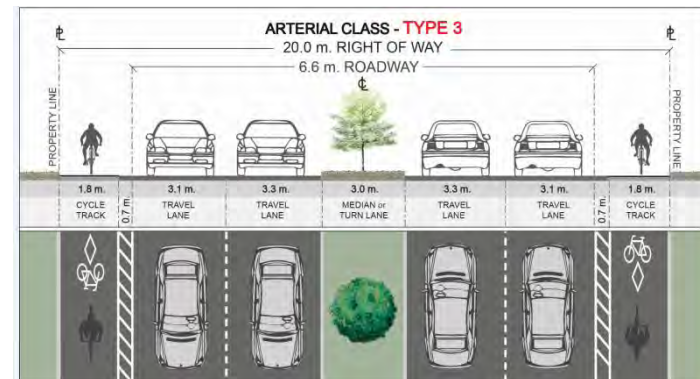 ARTERIAL CLASS - TYPE 3
20.0 m. RIGHT OF WAY
6.6 m. ROADWAY
PROPERTY LINE
PROPERTY LINE
1.8 m.
0.7 m.
3.1 m.
3.3 m.
3.0 m.
3.3 m.
3.1 m.
0.7 m.
1.8 m.
CYCLE
TRACK
TRAVEL
LANE
TRAVEL
LANE
MEDIAN or
TURN LANE
TRAVEL
LANE
TRAVEL
LANE
CYCLE
TRACK